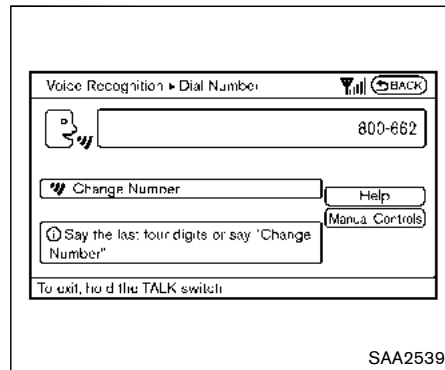 Voice Recognition ▸ Dial Number
BACK
800-662
Change Number
Help
Manual Controls
Say the last four digits or say "Change
Number"
To exit, hold the TALK switch
SAA2539